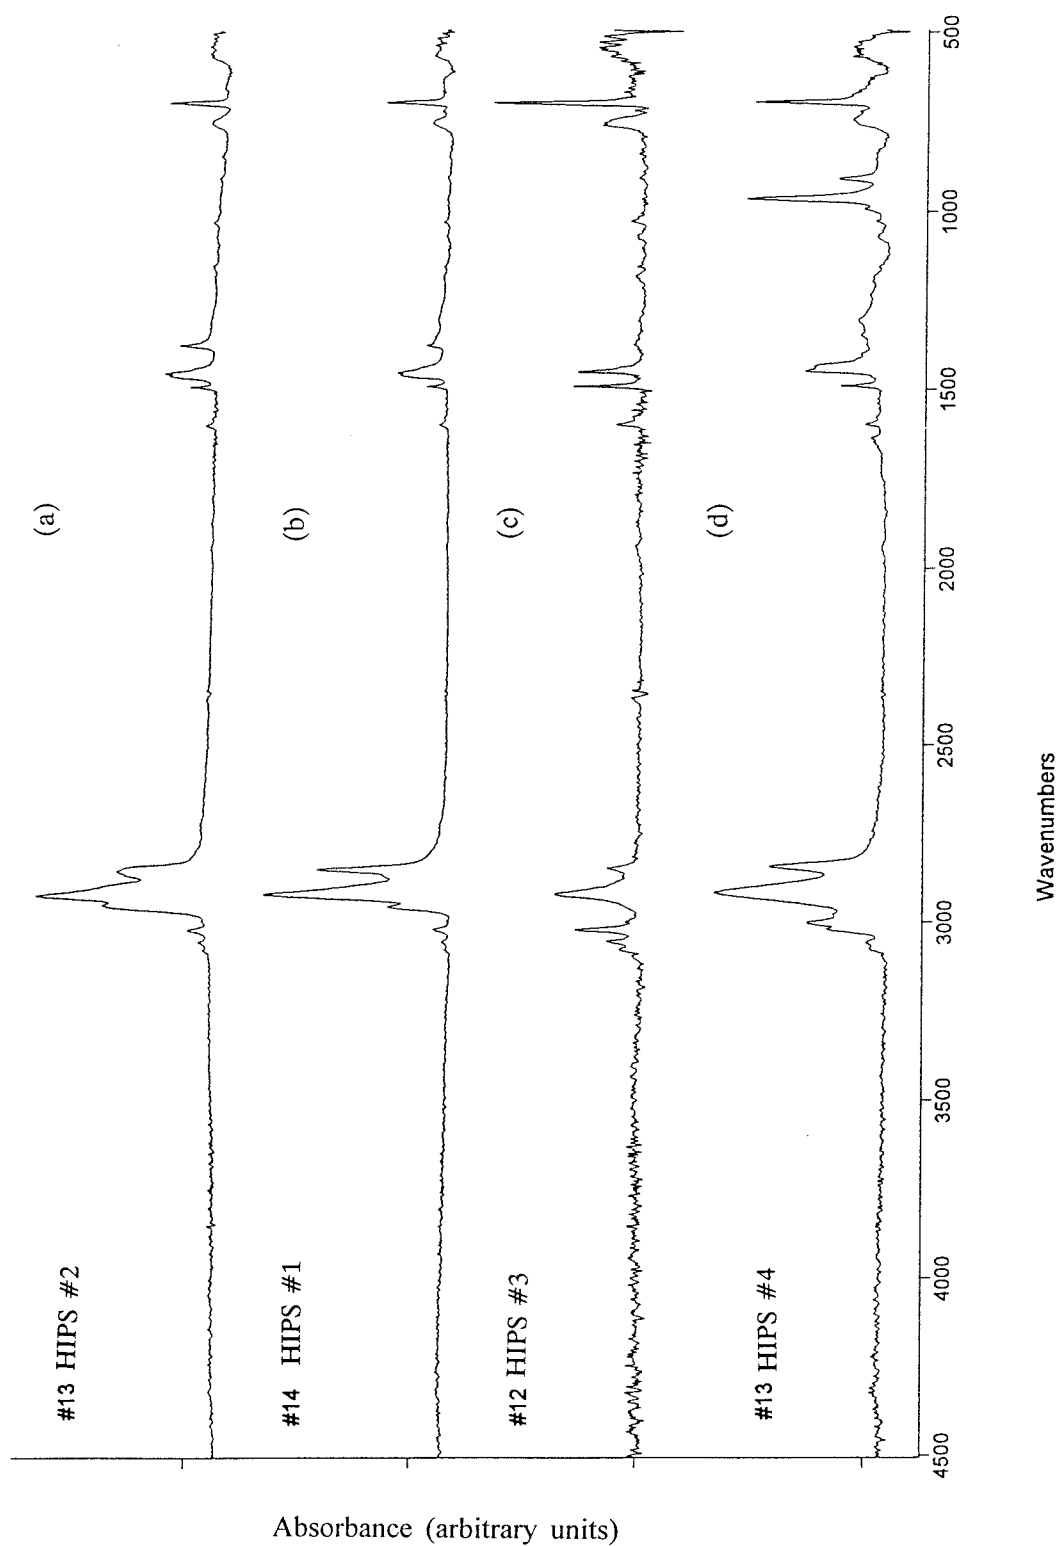 #13 HIPS #2
(a)
#14 HIPS #1
(b)
#12 HIPS #3
(c)
#13 HIPS #4
(d)
4500
4000
3500
3000
2500
2000
1500
1000
500
Wavenumbers
Absorbance (arbitrary units)